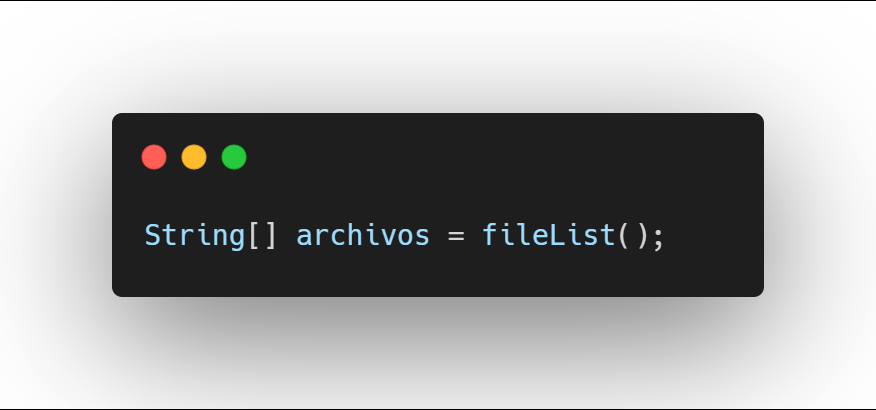 String[] archivos = fileList();